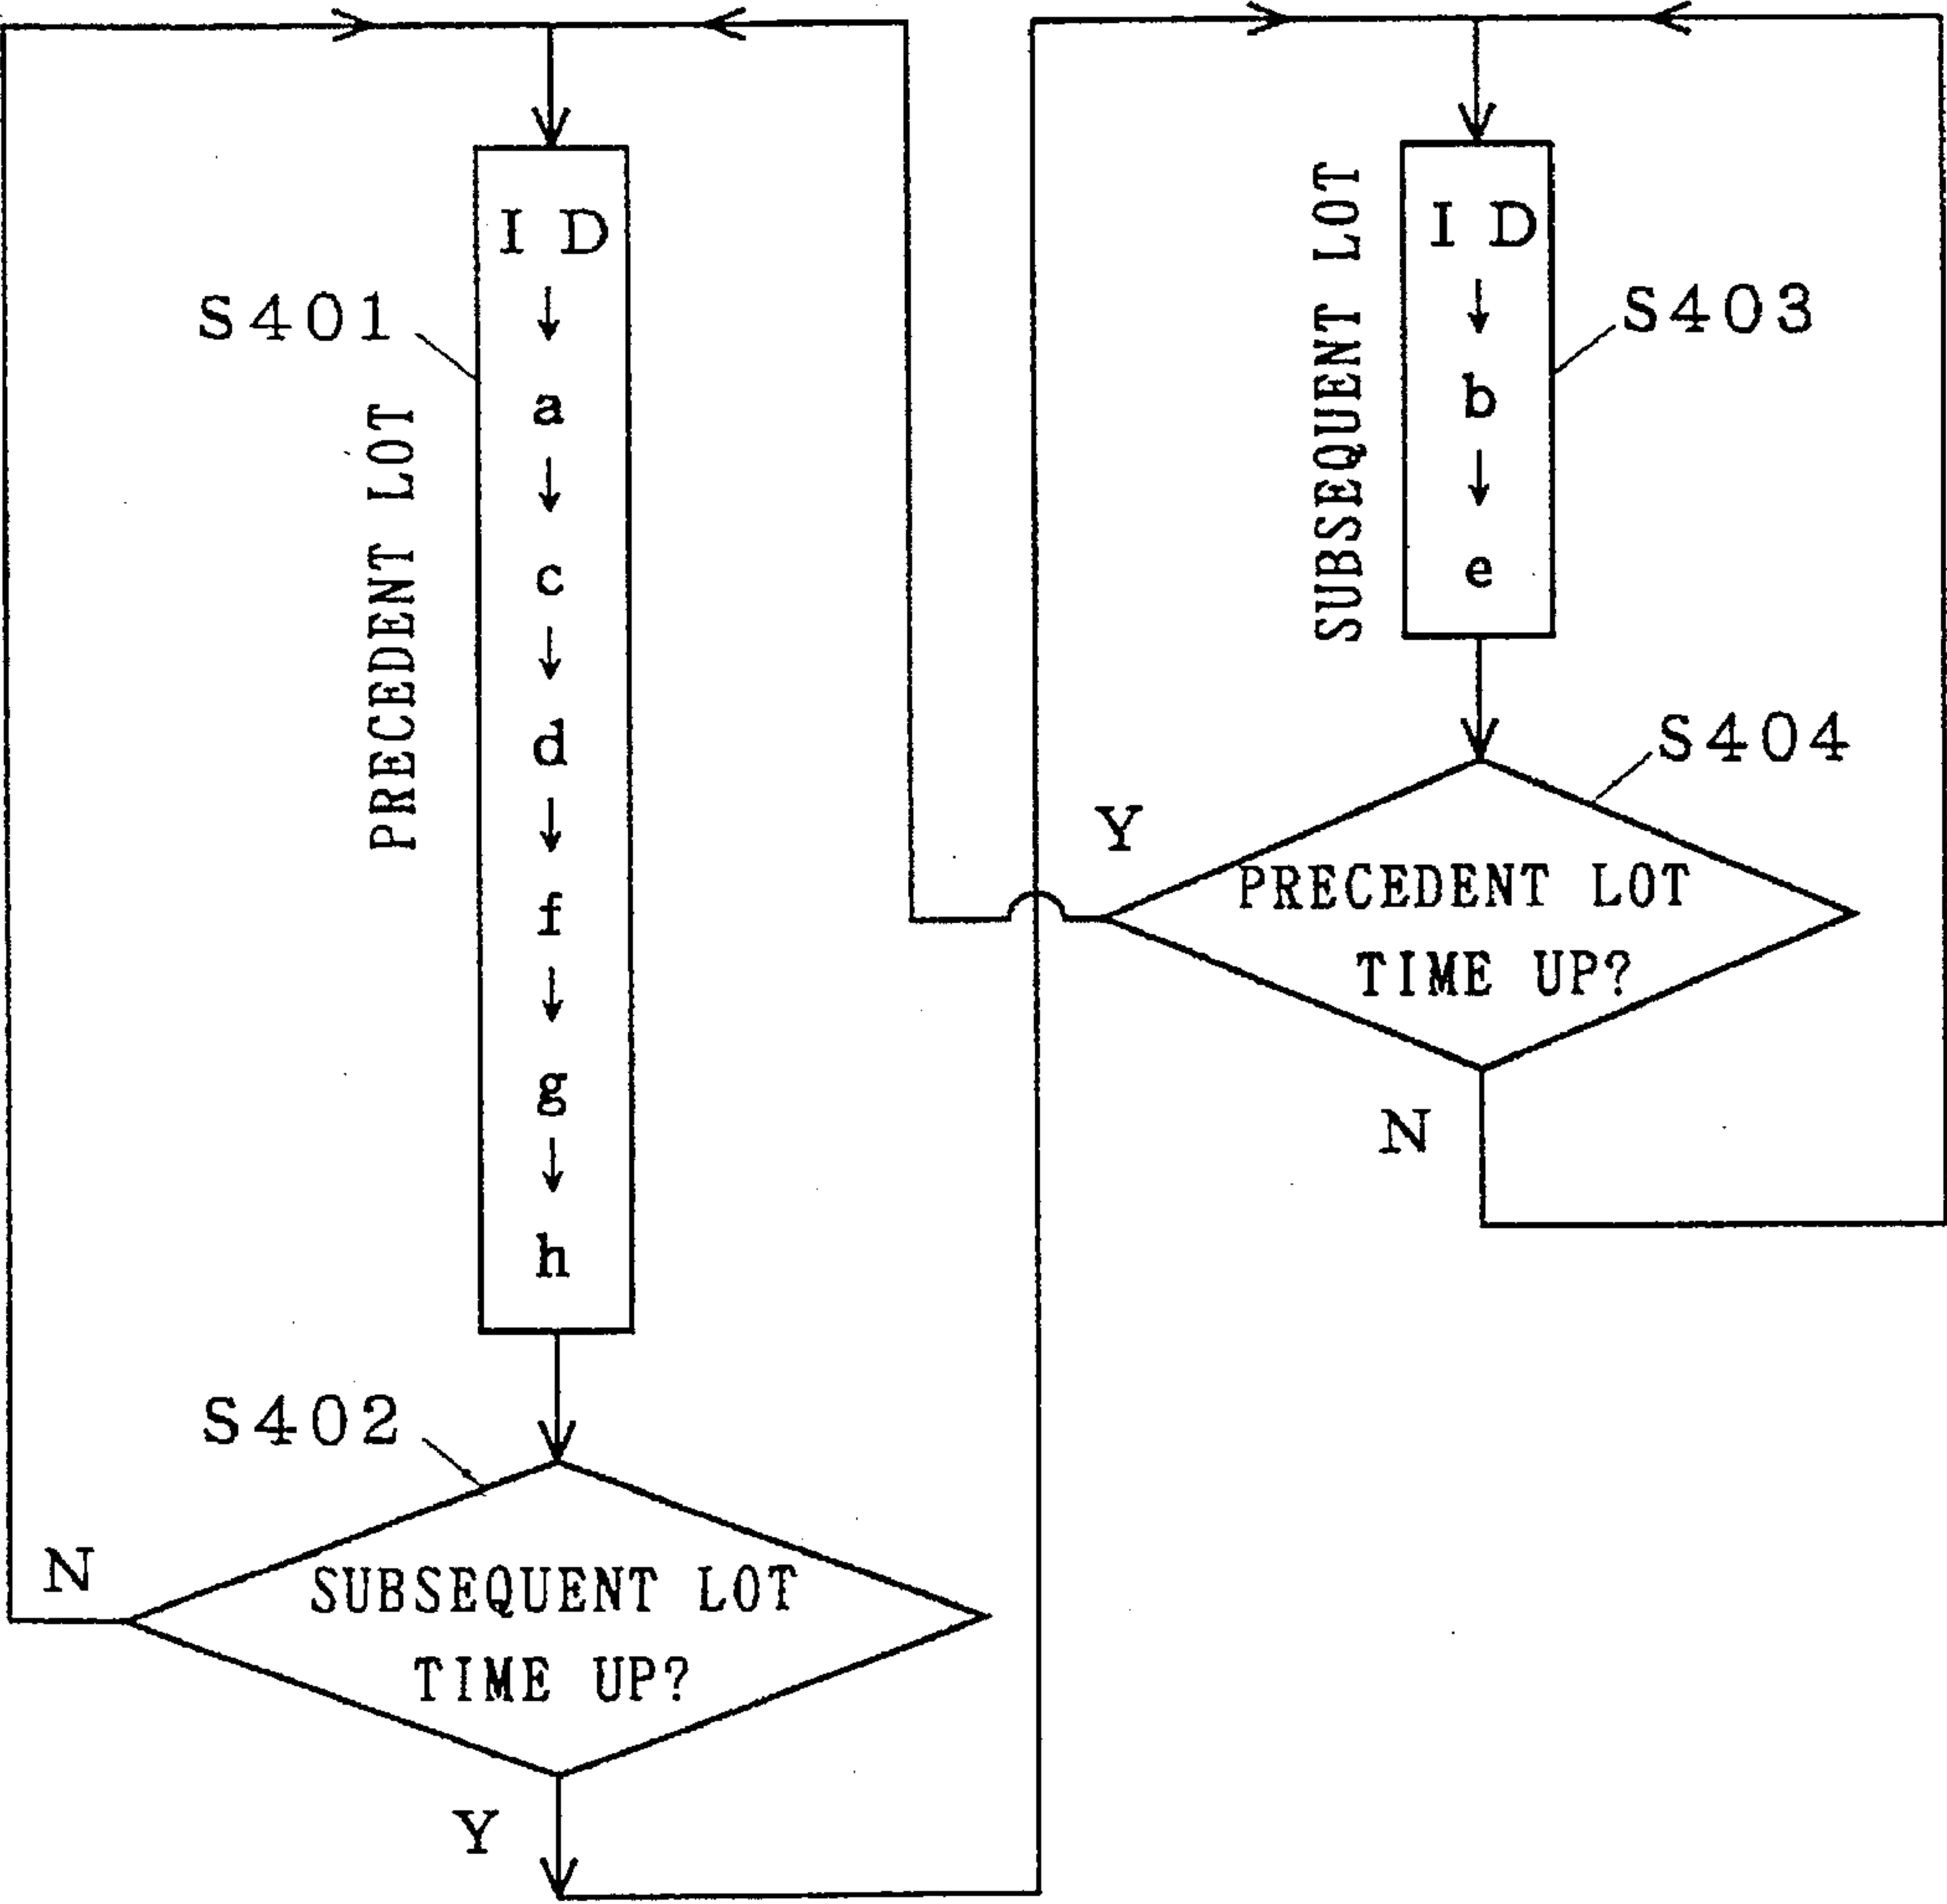 S401
PRECEDENT LOT
I D
↓
a
↓
c
↓
d
↓
f
↓
g
↓
h
S402
SUBSEQUENT LOT
TIME UP?
N
Y
SUBSEQUENT LOT
I D
↓
b
↓
e
S403
S404
PRECEDENT LOT
TIME UP?
Y
N